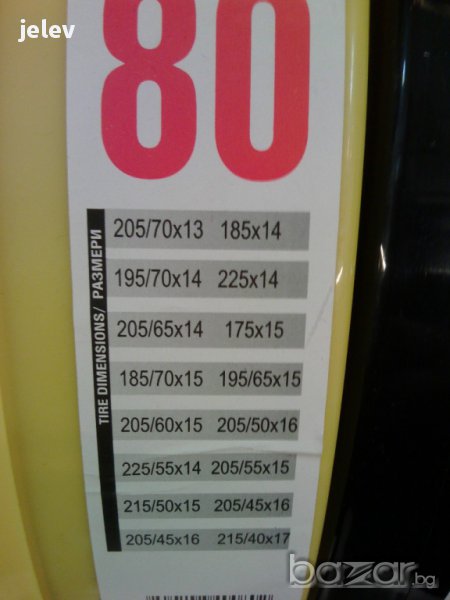 jelev
80
TIRE DIMENSIONS/ РАЗМЕРИ
205/70x13 185x14
195/70x14 225x14
205/65x14 175x15
185/70x15 195/65x15
205/60x15 205/50x16
225/55x14 205/55x15
215/50x15 205/45x16
205/45x16 215/40x17
bazar.bg